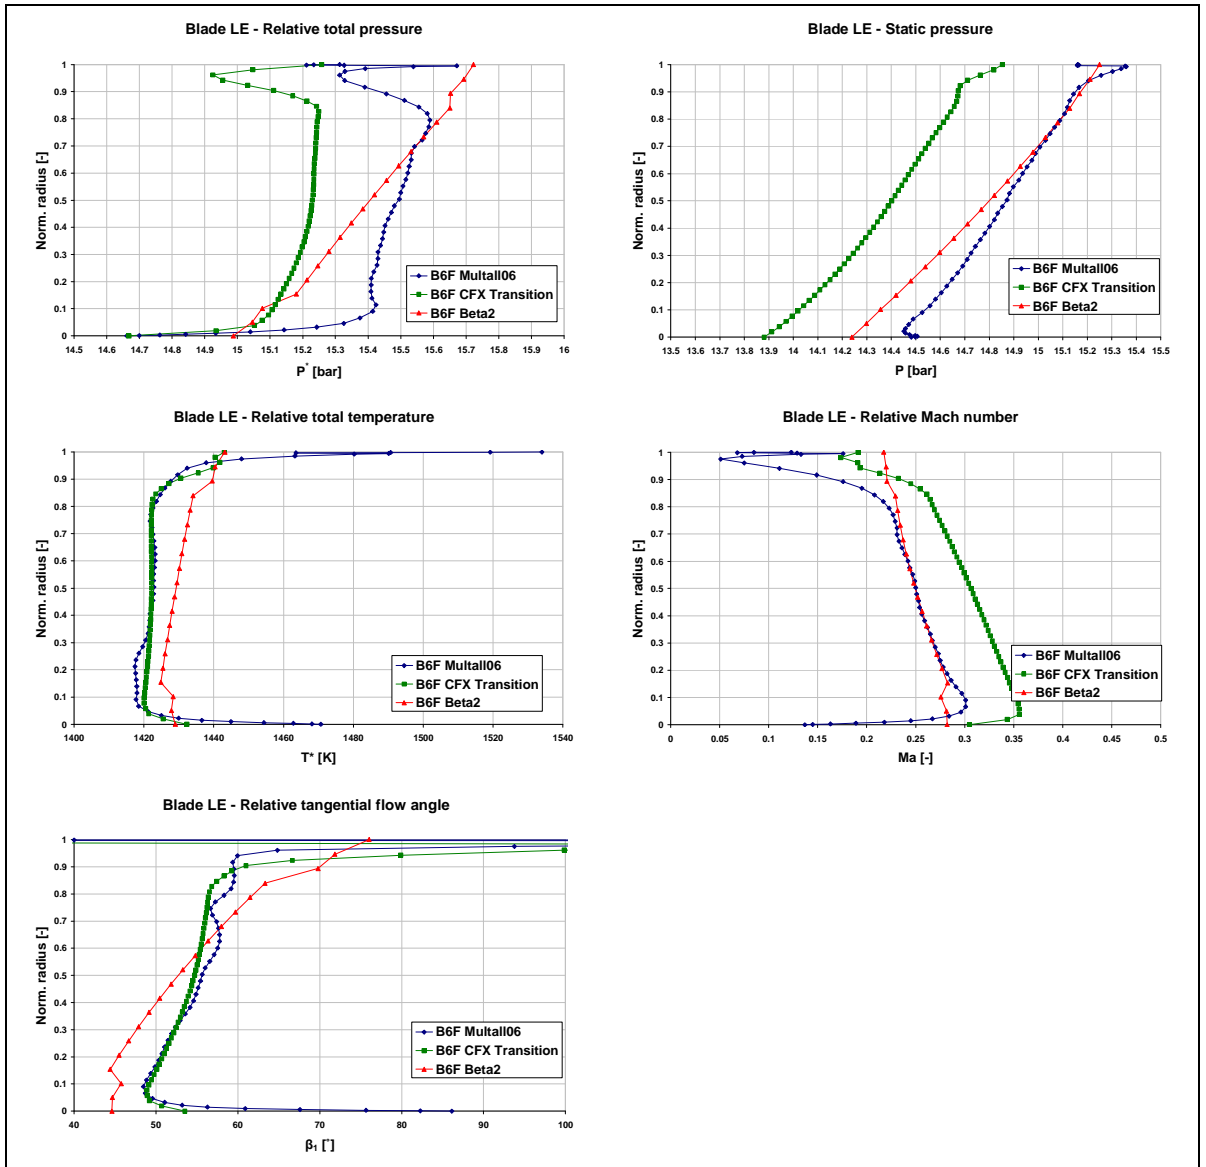 Blade LE - Relative total pressure
Norm. radius [-]
1
0.9
0.8
0.7
0.6
0.5
0.4
0.3
0.2
0.1
0
B6F Multall06
B6F CFX Transition
B6F Beta2
14.5 14.6 14.7 14.8 14.9 15 15.1 15.2 15.3 15.4 15.5 15.6 15.7 15.8 15.9 16
P* [bar]
Blade LE - Static pressure
Norm. radius [-]
1
0.9
0.8
0.7
0.6
0.5
0.4
0.3
0.2
0.1
0
B6F Multall06
B6F CFX Transition
B6F Beta2
13.5 13.6 13.7 13.8 13.9 14 14.1 14.2 14.3 14.4 14.5 14.6 14.7 14.8 14.9 15 15.1 15.2 15.3 15.4 15.5
P [bar]
Blade LE - Relative total temperature
Norm. radius [-]
1
0.9
0.8
0.7
0.6
0.5
0.4
0.3
0.2
0.1
0
B6F Multall06
B6F CFX Transition
B6F Beta2
1400 1420 1440 1460 1480 1500 1520 1540
T* [K]
Blade LE - Relative Mach number
Norm. radius [-]
1
0.9
0.8
0.7
0.6
0.5
0.4
0.3
0.2
0.1
0
B6F Multall06
B6F CFX Transition
B6F Beta2
0 0.05 0.1 0.15 0.2 0.25 0.3 0.35 0.4 0.45 0.5
Ma [-]
Blade LE - Relative tangential flow angle
Norm. radius [-]
1
0.9
0.8
0.7
0.6
0.5
0.4
0.3
0.2
0.1
0
B6F Multall06
B6F CFX Transition
B6F Beta2
40 50 60 70 80 90 100
β₁ [°]